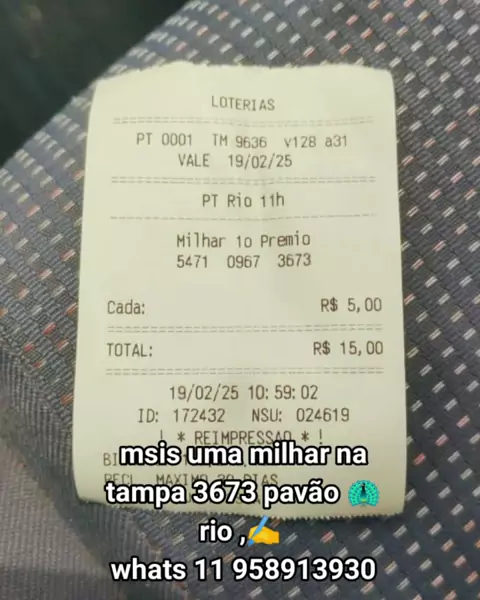 LOTERIAS
PT 0001 TM 9636 v128 a31
VALE 19/02/25
PT Rio 11h
Milhar 1o Premio
5471 0967 3673
Cada: R$ 5,00
TOTAL: R$ 15,00
19/02/25 10:59:02
ID: 172432 NSU: 024619
! * REIMPRESSAO * !
msis uma milhar na
tampa 3673 pavão 🦚
rio ,✍️
whats 11 958913930